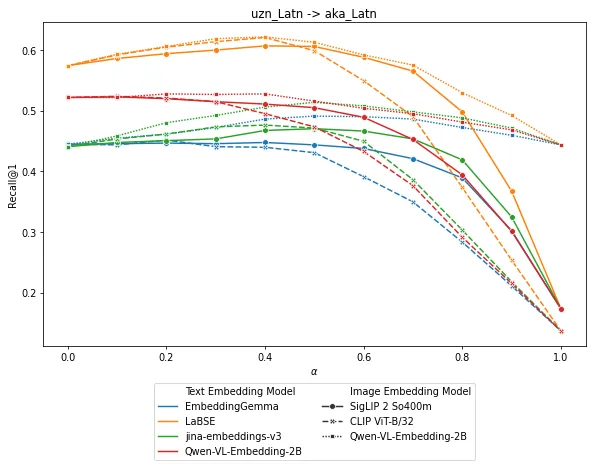 uzn_Latn -> aka_Latn
Recall@1
0.6
0.5
0.4
0.3
0.2
0.0 0.2 0.4 0.6 0.8 1.0
α
Text Embedding Model Image Embedding Model
EmbeddingGemma SigLIP 2 So400m
LaBSE CLIP ViT-B/32
jina-embeddings-v3 Qwen-VL-Embedding-2B
Qwen-VL-Embedding-2B